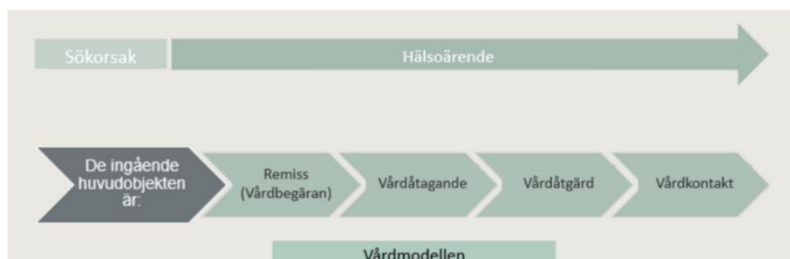 Sökorsak
Hälsoärende
De ingående
huvudobjekten
är:
Remiss
(Vårdbegäran)
Vårdåtagande
Vårdåtgärd
Vårdkontakt
Vårdmodellen